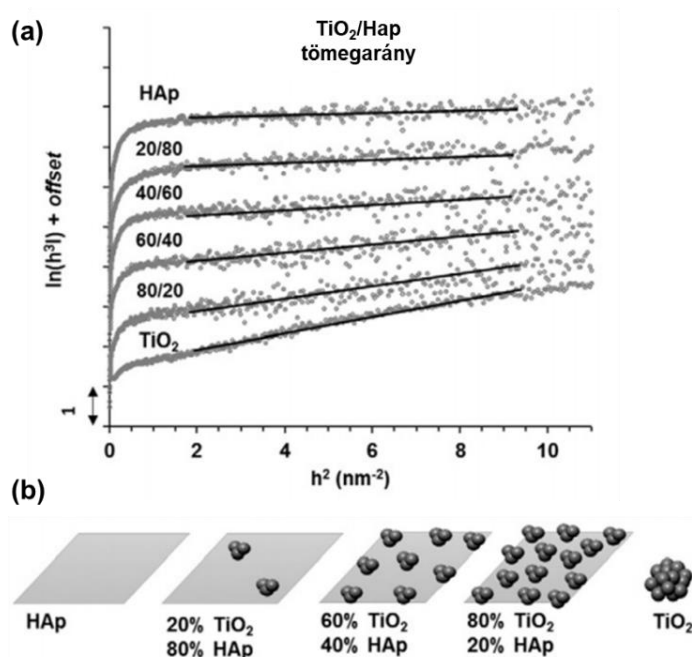 (a)
TiO₂/Hap
tömegarány
HAp
20/80
40/60
60/40
80/20
TiO₂
ln(h³I) + offset
1
0 2 4 6 8 10
h² (nm⁻²)
(b)
HAp
20% TiO₂
80% HAp
60% TiO₂
40% HAp
80% TiO₂
20% HAp
TiO₂